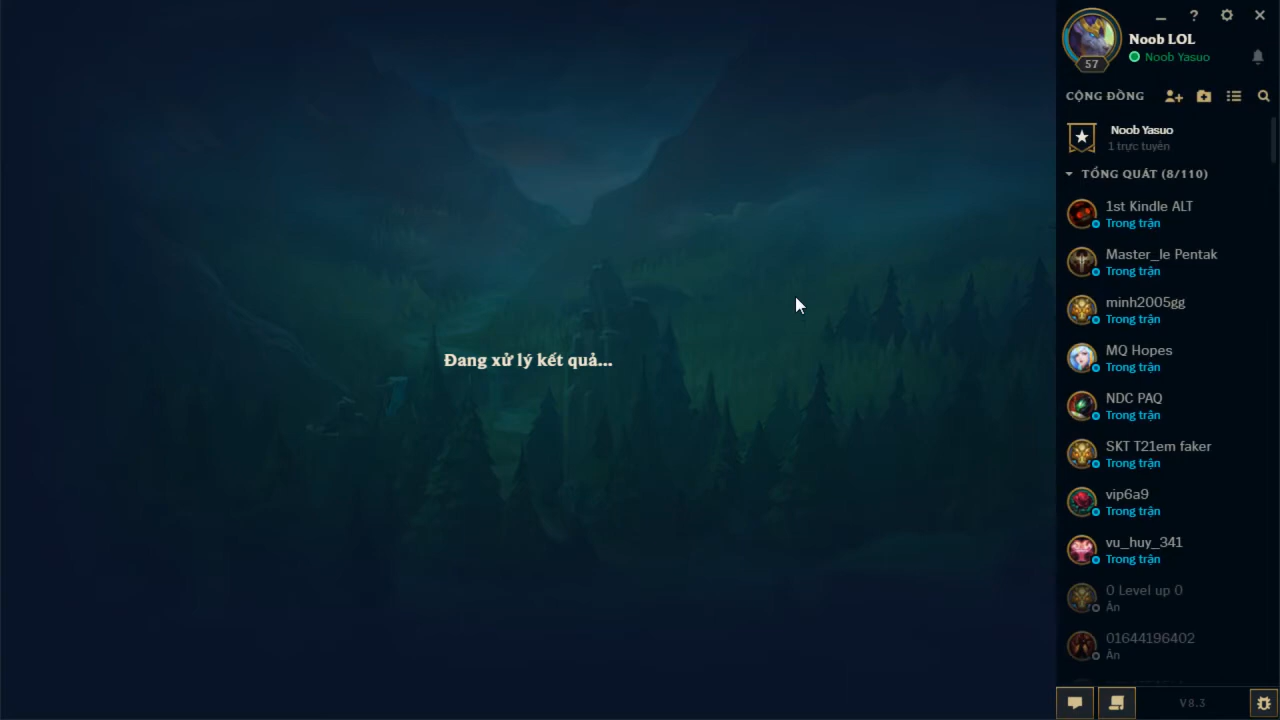 Noob LOL
Noob Yasuo
57
CỘNG ĐỒNG
Noob Yasuo
1 trực tuyến
TỔNG QUÁT (8/110)
1st Kindle ALT
Trong trận
Master_le Pentak
Trong trận
minh2005gg
Trong trận
MQ Hopes
Trong trận
Đang xử lý kết quả...
NDC PAQ
Trong trận
SKT T21em faker
Trong trận
vip6a9
Trong trận
vu_huy_341
Trong trận
0 Level up 0
Ẩn
01644196402
Ẩn
V8.3